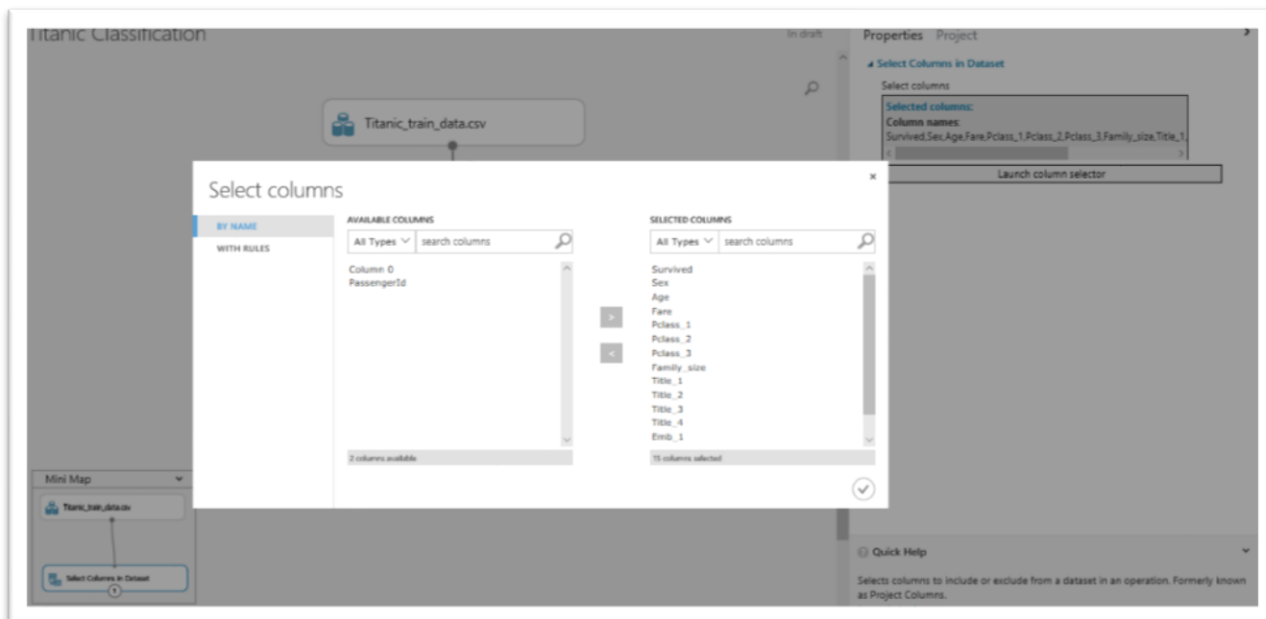 Titanic Classification
In draft
Properties Project
Select Columns in Dataset
Select columns
Selected columns:
Column names:
Survived,Sex,Age,Fare,Pclass_1,Pclass_2,Pclass_3,Family_size,Title_1,
Launch column selector
Titanic_train_data.csv
Select columns
BY NAME
WITH RULES
AVAILABLE COLUMNS
All Types search columns
Column 0
PassengerId
2 columns available
>
<
SELECTED COLUMNS
All Types search columns
Survived
Sex
Age
Fare
Pclass_1
Pclass_2
Pclass_3
Family_size
Title_1
Title_2
Title_3
Title_4
Emb_1
15 columns selected
Mini Map
Titanic_train_data.csv
Select Columns in Dataset
1
Quick Help
Selects columns to include or exclude from a dataset in an operation. Formerly known
as Project Columns.